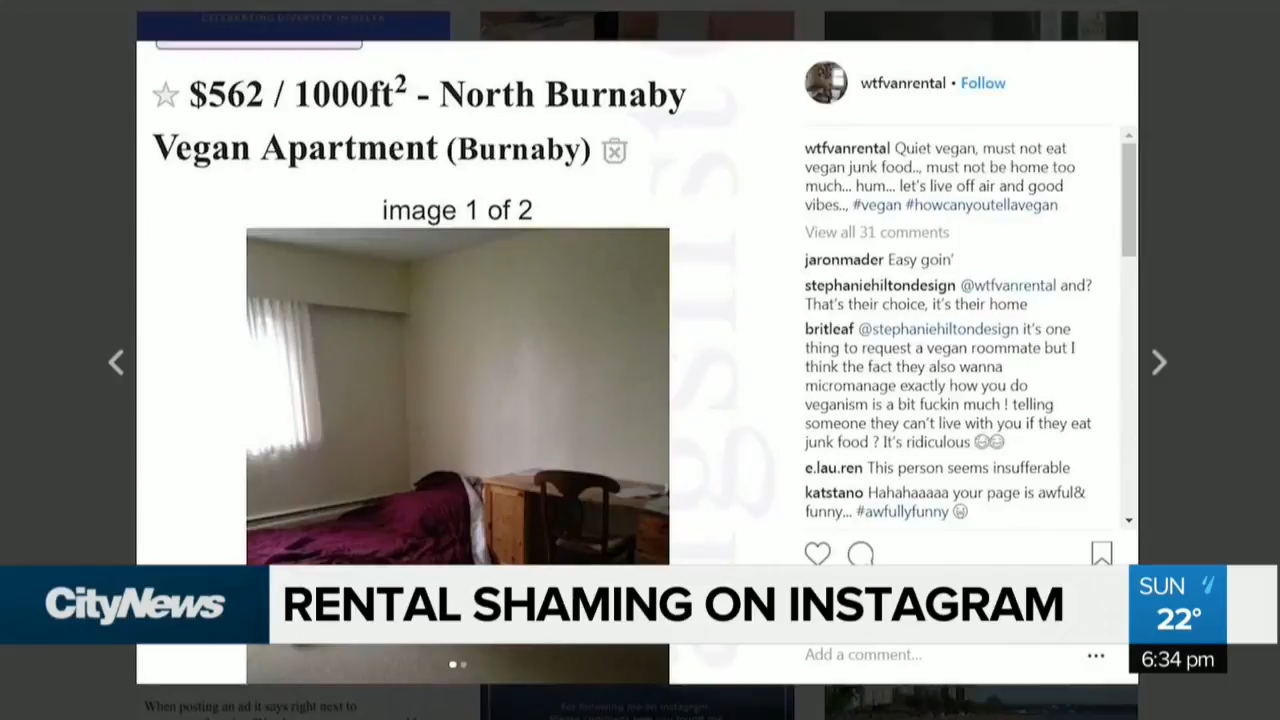 CELEBRATING DIVERSITY IN DELTA
$562 / 1000ft² - North Burnaby
Vegan Apartment (Burnaby)
image 1 of 2
wtfvanrental • Follow
wtfvanrental Quiet vegan, must not eat
vegan junk food.., must not be home too
much... hum... let's live off air and good
vibes.., #vegan #howcanyoutellavegan
View all 31 comments
jaronmader Easy goin'
stephaniehiltondesign @wtfvanrental and?
That's their choice, it's their home
britleaf @stephaniehiltondesign it's one
thing to request a vegan roommate but I
think the fact they also wanna
micromanage exactly how you do
veganism is a bit fuckin much ! telling
someone they can't live with you if they eat
junk food ? It's ridiculous
e.lau.ren This person seems insufferable
katstano Hahahaaaaa your page is awful&
funny... #awfullyfunny
CityNews
RENTAL SHAMING ON INSTAGRAM
SUN
22°
6:34 pm
Add a comment...
When posting an ad it says right next to